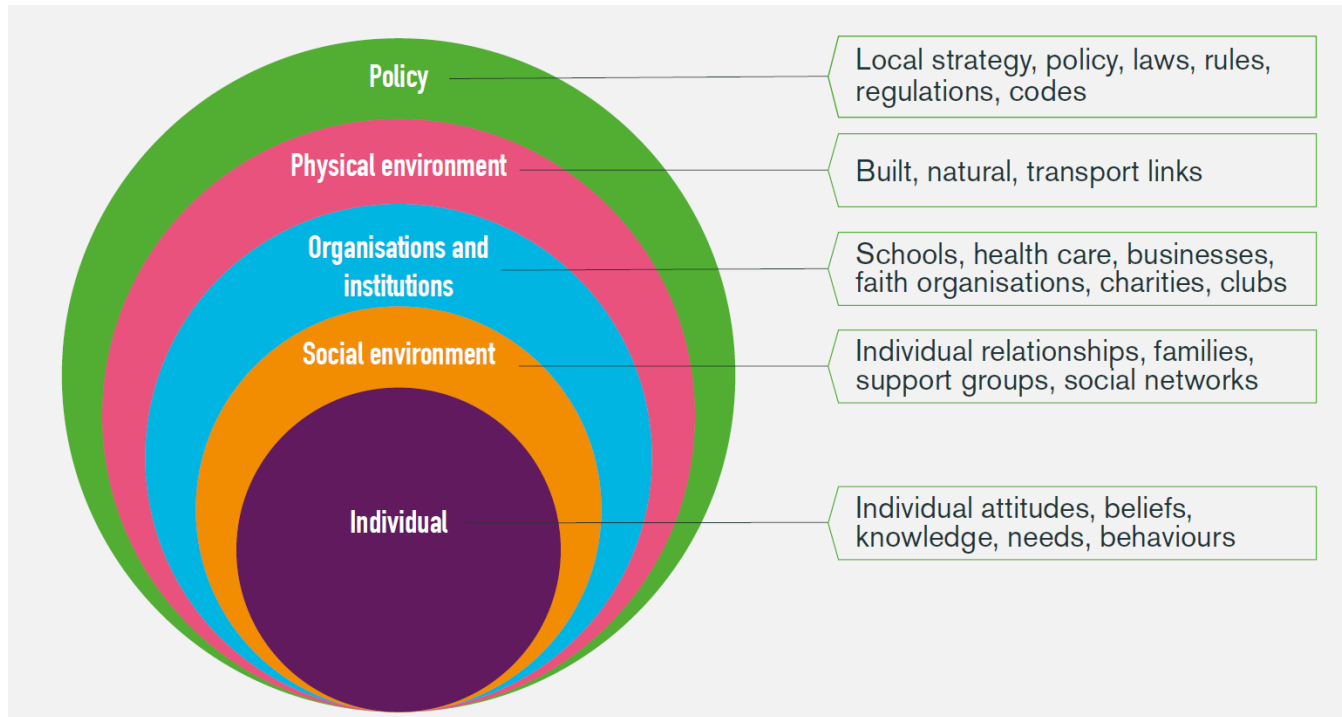 Policy
Local strategy, policy, laws, rules,
regulations, codes
Physical environment
Built, natural, transport links
Organisations and
institutions
Schools, health care, businesses,
faith organisations, charities, clubs
Social environment
Individual relationships, families,
support groups, social networks
Individual
Individual attitudes, beliefs,
knowledge, needs, behaviours